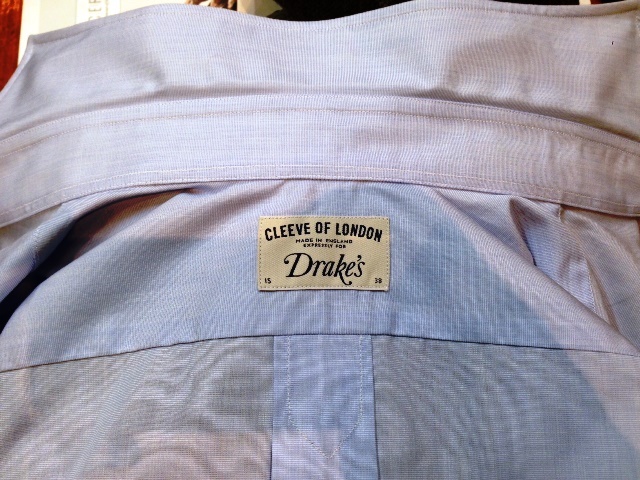 CLEEVE OF LONDON
MADE IN ENGLAND
EXPRESSLY FOR
Drake's
15 38